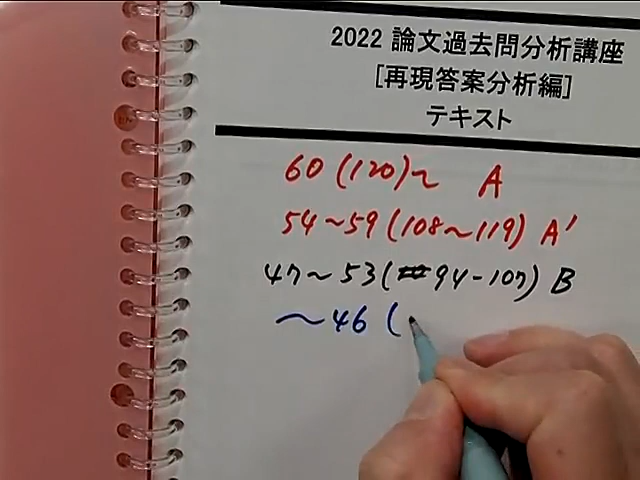 2022 論文過去問分析講座
[再現答案分析編]
テキスト
60 (120)~ A
54~59 (108~119) A'
47~53 (94-107) B
~46 (